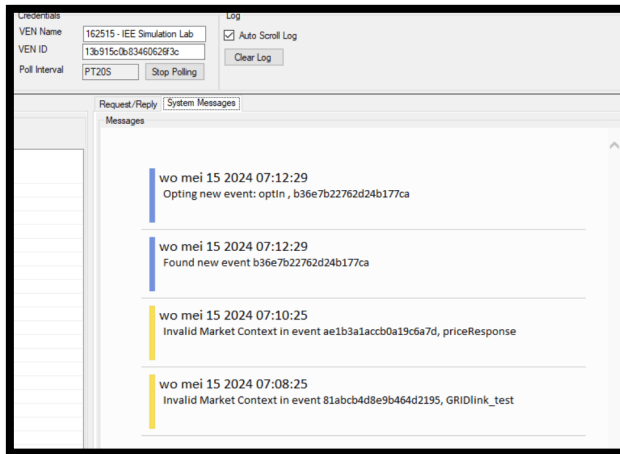 Credentials
VEN Name
162515 - IEE Simulation Lab
VEN ID
13b915c0b83460626f3c
Poll Interval
PT20S
Stop Polling
Log
Auto Scroll Log
Clear Log
Request/Reply
System Messages
Messages
wo mei 15 2024 07:12:29
Opting new event: optIn , b36e7b22762d24b177ca
wo mei 15 2024 07:12:29
Found new event b36e7b22762d24b177ca
wo mei 15 2024 07:10:25
Invalid Market Context in event ae1b3a1accb0a19c6a7d, priceResponse
wo mei 15 2024 07:08:25
Invalid Market Context in event 81abcb4d8e9b464d2195, GRIDlink_test